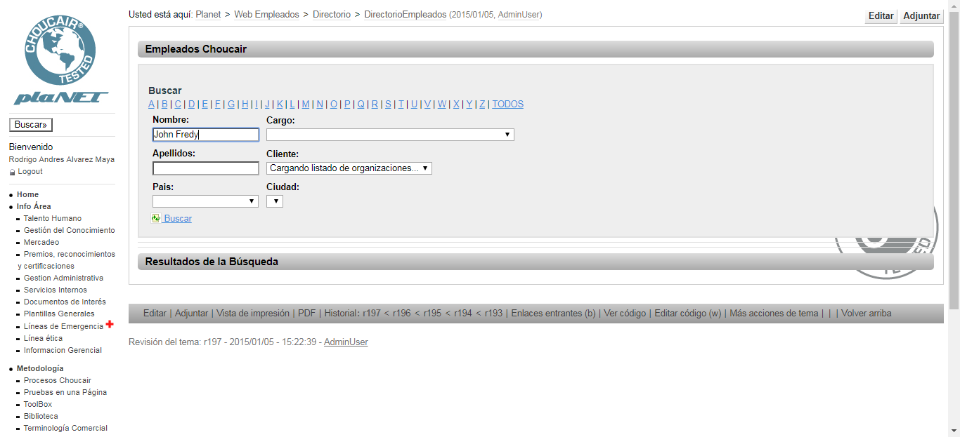 Usted está aquí: Planet > Web Empleados > Directorio > DirectorioEmpleados (2015/01/05, AdminUser)
Editar Adjuntar
CHOUCAIR
TESTED
plaNET
Buscar»
Bienvenido
Rodrigo Andres Alvarez Maya
Logout
Home
Info Área
Talento Humano
Gestión del Conocimiento
Mercadeo
Premios, reconocimientos
y certificaciones
Gestion Administrativa
Servicios Internos
Documentos de Interés
Plantillas Generales
Líneas de Emergencia
Línea ética
Informacion Gerencial
Metodología
Procesos Choucair
Pruebas en una Página
ToolBox
Biblioteca
Terminología Comercial
Empleados Choucair
Buscar
A | B | C | D | E | F | G | H | I | J | K | L | M | N | O | P | Q | R | S | T | U | V | W | X | Y | Z | TODOS
Nombre: Cargo:
John Fredy
Apellidos: Cliente:
Cargando listado de organizaciones...
Pais: Ciudad:
Buscar
Resultados de la Búsqueda
TESTED
Editar | Adjuntar | Vista de impresión | PDF | Historial: r197 < r196 < r195 < r194 < r193 | Enlaces entrantes (b) | Ver código | Editar código (w) | Más acciones de tema | | | Volver arriba
Revisión del tema: r197 - 2015/01/05 - 15:22:39 - AdminUser